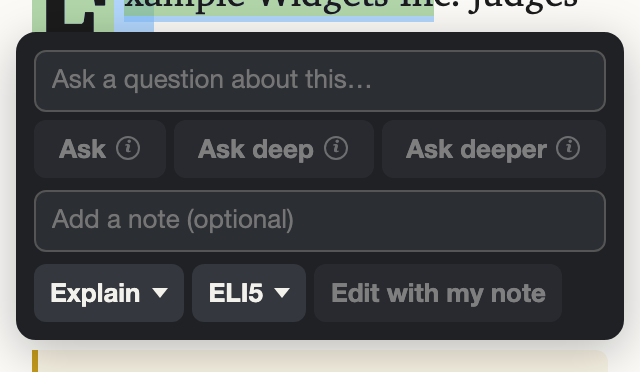 Example Widgets Inc. Judges
Ask a question about this…
Ask Ask deep Ask deeper
Add a note (optional)
Explain ELI5 Edit with my note